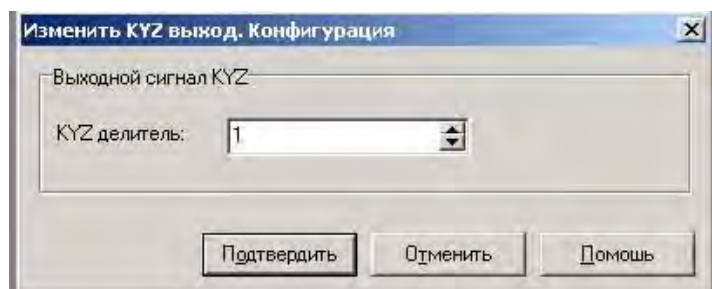 Изменить KYZ выход. Конфигурация
Выходной сигнал KYZ
KYZ делитель: 1
Подтвердить Отменить Помошь